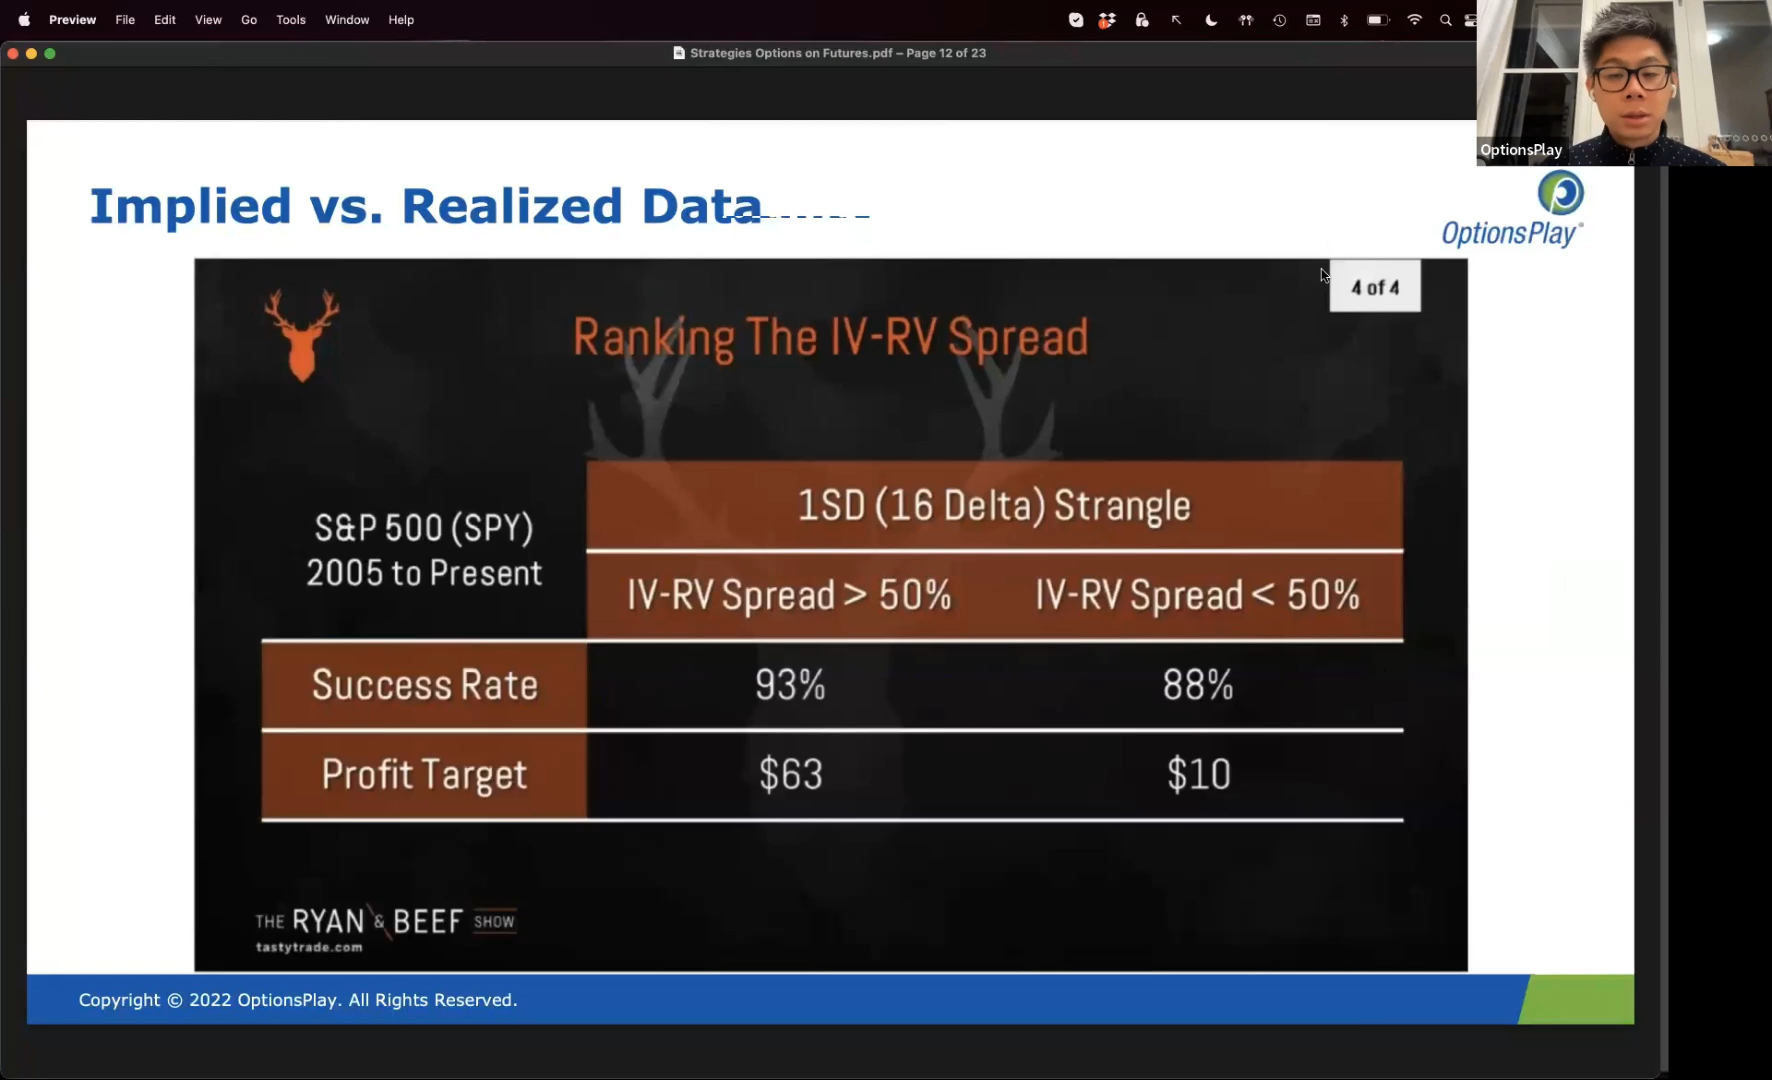 Preview File Edit View Go Tools Window Help
Strategies Options on Futures.pdf – Page 12 of 23
OptionsPlay
Implied vs. Realized Data
OptionsPlay
4 of 4
Ranking The IV-RV Spread
S&P 500 (SPY)
2005 to Present
1SD (16 Delta) Strangle
IV-RV Spread > 50% IV-RV Spread < 50%
Success Rate 93% 88%
Profit Target $63 $10
THE RYAN & BEEF SHOW
tastytrade.com
Copyright © 2022 OptionsPlay. All Rights Reserved.